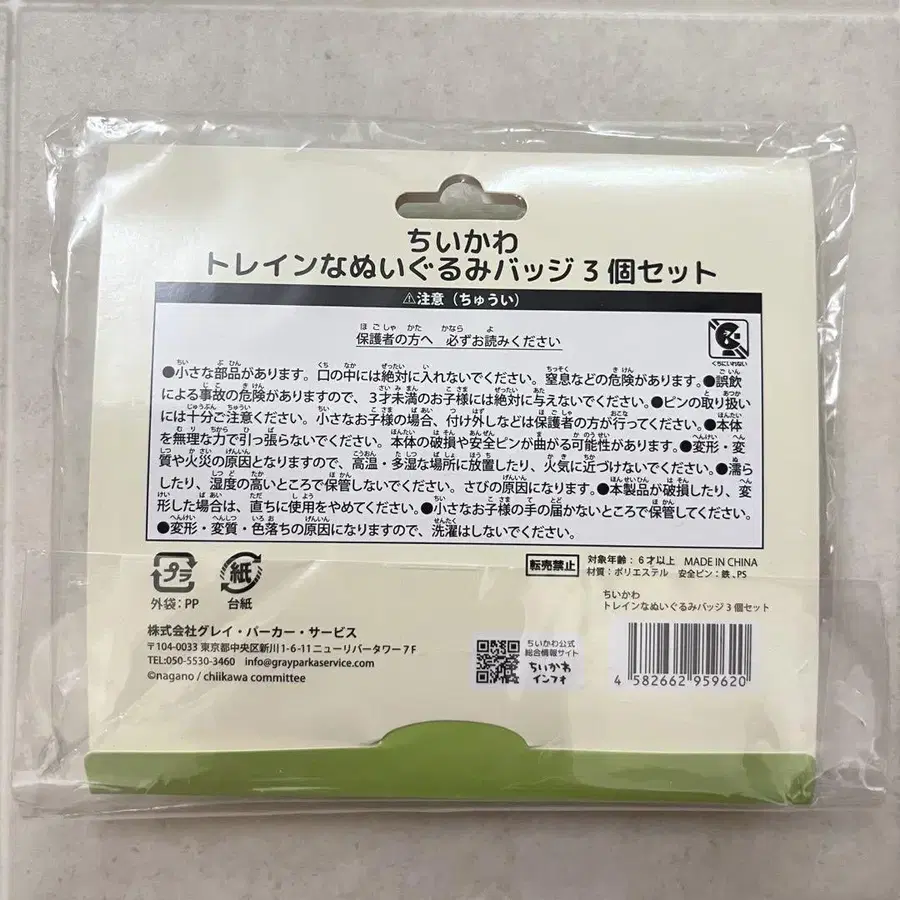 ちいかわ
トレインなぬいぐるみバッジ3個セット
⚠注意(ちゅうい)
保護者の方へ 必ずお読みください
くちにいれない
●小さな部品があります。口の中には絶対に入れないでください。窒息などの危険があります。●誤飲
による事故の危険がありますので、3才未満のお子様には絶対に与えないでください。●ピンの取り扱い
には十分ご注意ください。小さなお子様の場合、付け外しなどは保護者の方が行ってください。●本体
を無理な力で引っ張らないでください。本体の破損や安全ピンが曲がる可能性があります。●変形・変
質や火災の原因となりますので、高温・多湿な場所に放置したり、火気に近づけないでください。●濡ら
したり、湿度の高いところで保管しないでください。さびの原因になります。●本製品が破損したり、変
形した場合は、直ちに使用をやめてください。●小さなお子様の手の届かないところで保管してください。
●変形・変質・色落ちの原因になりますので、洗濯はしないでください。
プラ
外袋:PP
紙
台紙
転売禁止
対象年齢:6才以上 MADE IN CHINA
材質:ポリエステル 安全ピン:鉄、PS
株式会社グレイ・パーカー・サービス
〒104-0033 東京都中央区新川1-6-11ニューリバータワー7F
TEL:050-5530-3460 info@grayparkaservice.com
©nagano / chiikawa committee
ちいかわ公式
総合情報サイト
ちいかわ
インフォ
ちいかわ
トレインなぬいぐるみバッジ3個セット
4 582662 959620